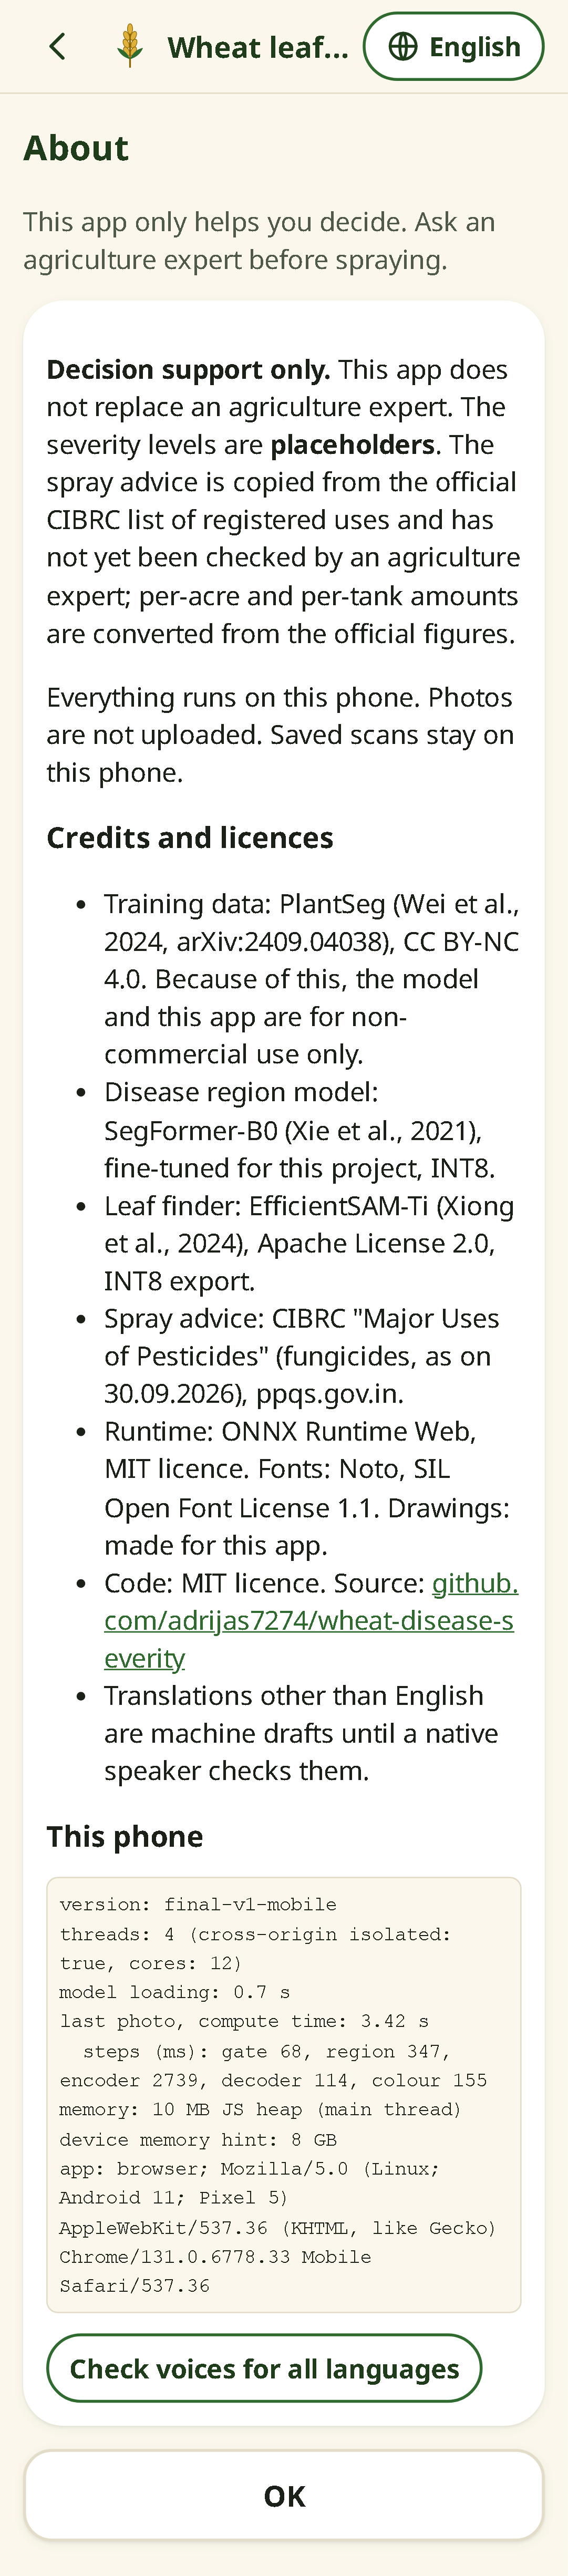 Wheat leaf...
English
About
This app only helps you decide. Ask an
agriculture expert before spraying.
Decision support only. This app does
not replace an agriculture expert. The
severity levels are placeholders. The
spray advice is copied from the official
CIBRC list of registered uses and has
not yet been checked by an agriculture
expert; per-acre and per-tank amounts
are converted from the official figures.
Everything runs on this phone. Photos
are not uploaded. Saved scans stay on
this phone.
Credits and licences
• Training data: PlantSeg (Wei et al.,
2024, arXiv:2409.04038), CC BY-NC
4.0. Because of this, the model
and this app are for non-
commercial use only.
• Disease region model:
SegFormer-B0 (Xie et al., 2021),
fine-tuned for this project, INT8.
• Leaf finder: EfficientSAM-Ti (Xiong
et al., 2024), Apache License 2.0,
INT8 export.
• Spray advice: CIBRC "Major Uses
of Pesticides" (fungicides, as on
30.09.2026), ppqs.gov.in.
• Runtime: ONNX Runtime Web,
MIT licence. Fonts: Noto, SIL
Open Font License 1.1. Drawings:
made for this app.
• Code: MIT licence. Source: github.
com/adrijas7274/wheat-disease-s
everity
• Translations other than English
are machine drafts until a native
speaker checks them.
This phone
version: final-v1-mobile
threads: 4 (cross-origin isolated:
true, cores: 12)
model loading: 0.7 s
last photo, compute time: 3.42 s
steps (ms): gate 68, region 347,
encoder 2739, decoder 114, colour 155
memory: 10 MB JS heap (main thread)
device memory hint: 8 GB
app: browser; Mozilla/5.0 (Linux;
Android 11; Pixel 5)
AppleWebKit/537.36 (KHTML, like Gecko)
Chrome/131.0.6778.33 Mobile
Safari/537.36
Check voices for all languages
OK